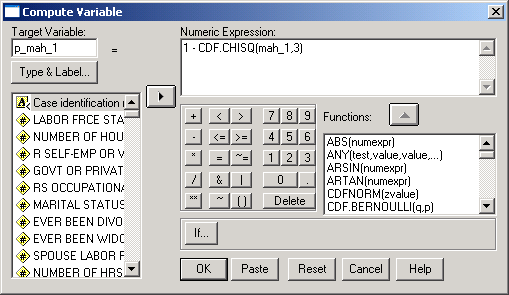 Compute Variable
Target Variable:
p_mah_1
=
Numeric Expression:
1 - CDF.CHISQ(mah_1,3)
Type & Label...
Case identification
LABOR FRCE STA
NUMBER OF HOU
R SELF-EMP OR V
GOVT OR PRIVAT
RS OCCUPATIONA
MARITAL STATUS
EVER BEEN DIVO
EVER BEEN WIDO
SPOUSE LABOR F
NUMBER OF HRS
+ < > 7 8 9
- <= >= 4 5 6
* = ~= 1 2 3
/ & | 0 .
** ~ ( ) Delete
Functions:
ABS(numexpr)
ANY(test,value,value,...)
ARSIN(numexpr)
ARTAN(numexpr)
CDFNORM(zvalue)
CDF.BERNOULLI(q,p)
If...
OK Paste Reset Cancel Help